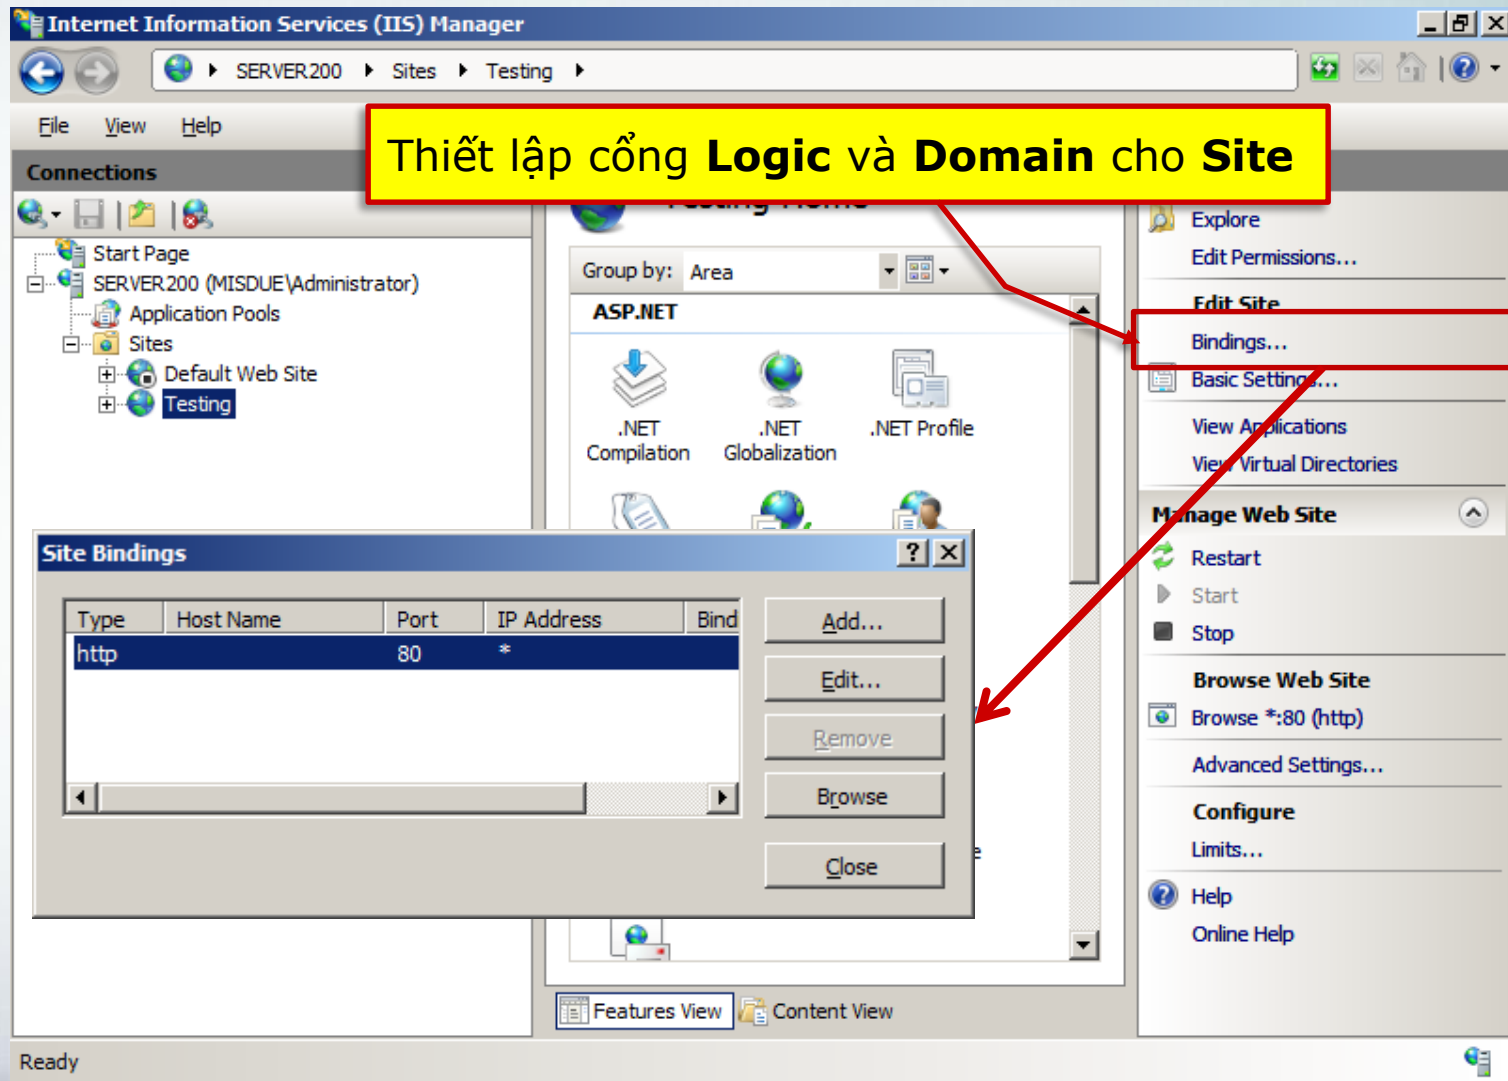 Internet Information Services (IIS) Manager
SERVER200 Sites Testing
File View Help
Thiết lập cổng Logic và Domain cho Site
Connections
Start Page
SERVER200 (MISDUE\Administrator)
Application Pools
Sites
Default Web Site
Testing
Group by: Area
ASP.NET
.NET Compilation
.NET Globalization
.NET Profile
Explore
Edit Permissions...
Edit Site
Bindings...
Basic Settings...
View Applications
View Virtual Directories
Manage Web Site
Restart
Start
Stop
Browse Web Site
Browse *:80 (http)
Advanced Settings...
Configure
Limits...
Help
Online Help
Site Bindings
Type Host Name Port IP Address Bind
http 80 *
Add...
Edit...
Remove
Browse
Close
Features View Content View
Ready